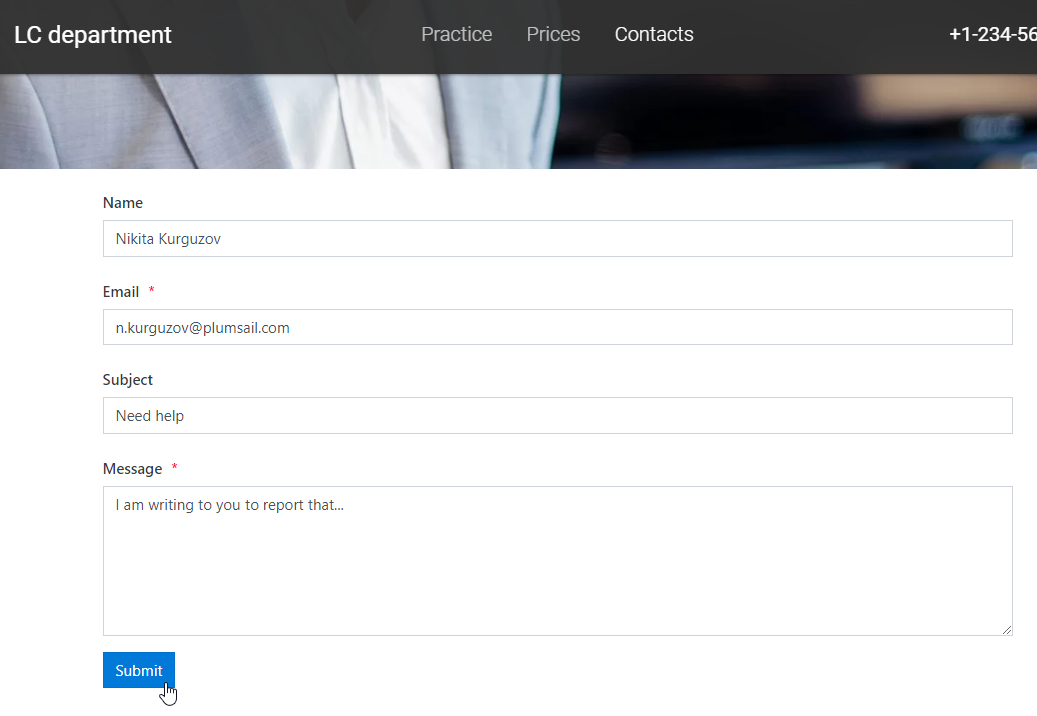 LC department
Practice
Prices
Contacts
+1-234-56
Name
Nikita Kurguzov
Email *
n.kurguzov@plumsail.com
Subject
Need help
Message *
I am writing to you to report that...
Submit